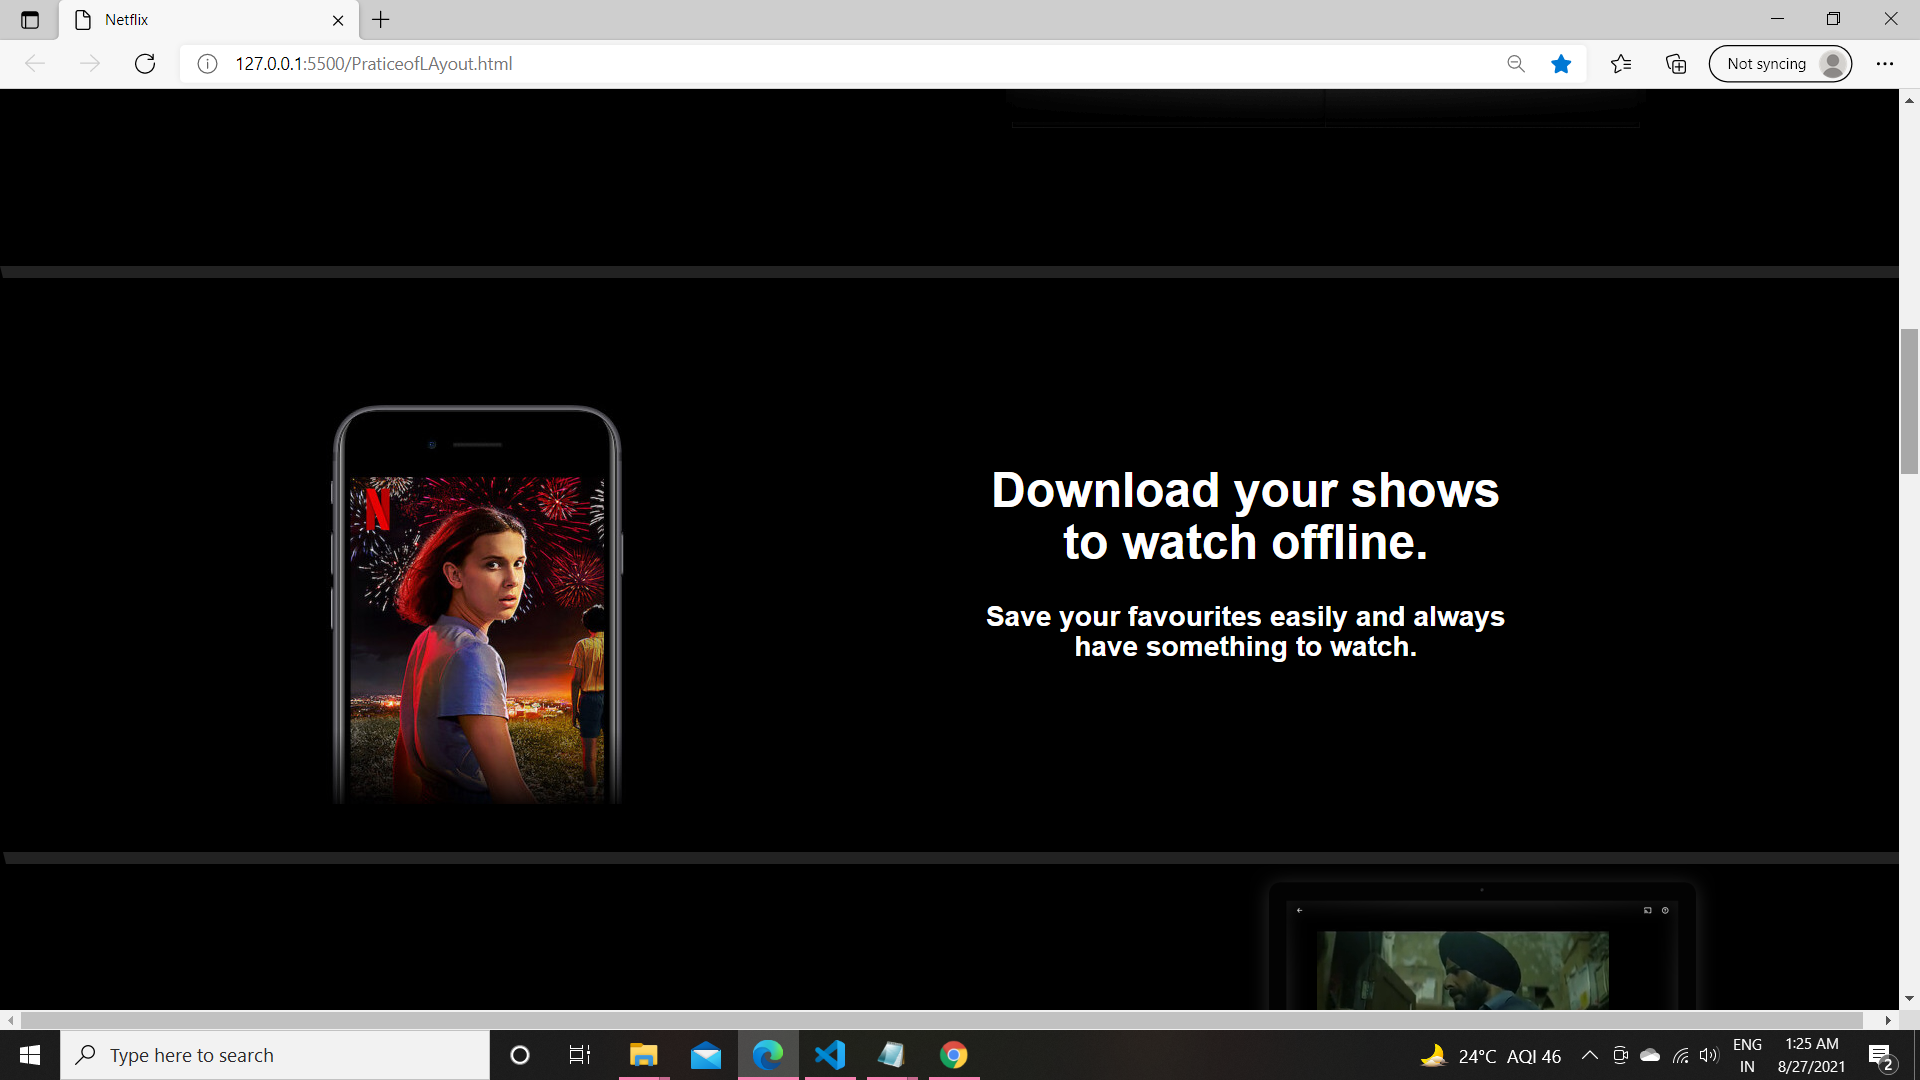 Netflix
127.0.0.1:5500/PraticeofLAyout.html
Not syncing
N
Download your shows
to watch offline.
Save your favourites easily and always
have something to watch.
Type here to search
24°C AQI 46
ENG
IN
1:25 AM
8/27/2021
2